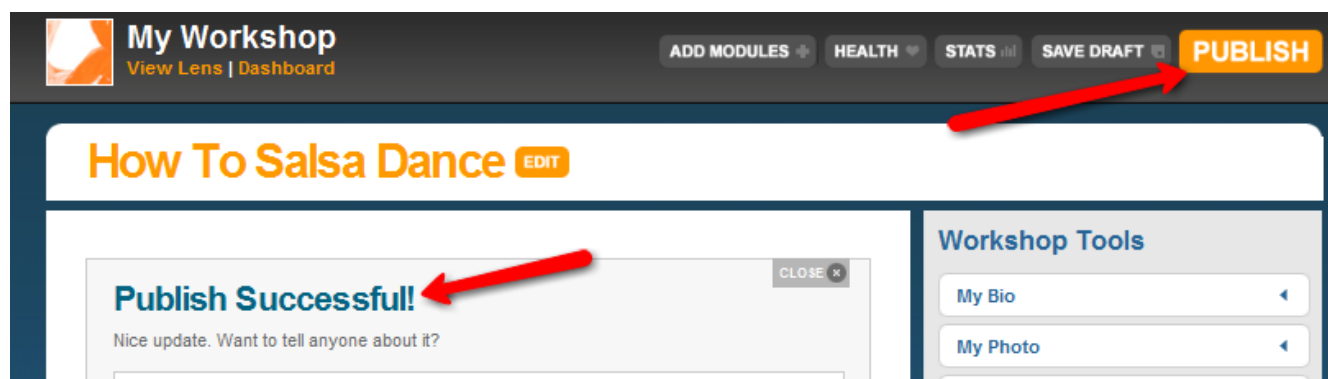 My Workshop
View Lens | Dashboard
ADD MODULES HEALTH STATS SAVE DRAFT PUBLISH
How To Salsa Dance EDIT
CLOSE
Publish Successful!
Nice update. Want to tell anyone about it?
Workshop Tools
My Bio
My Photo